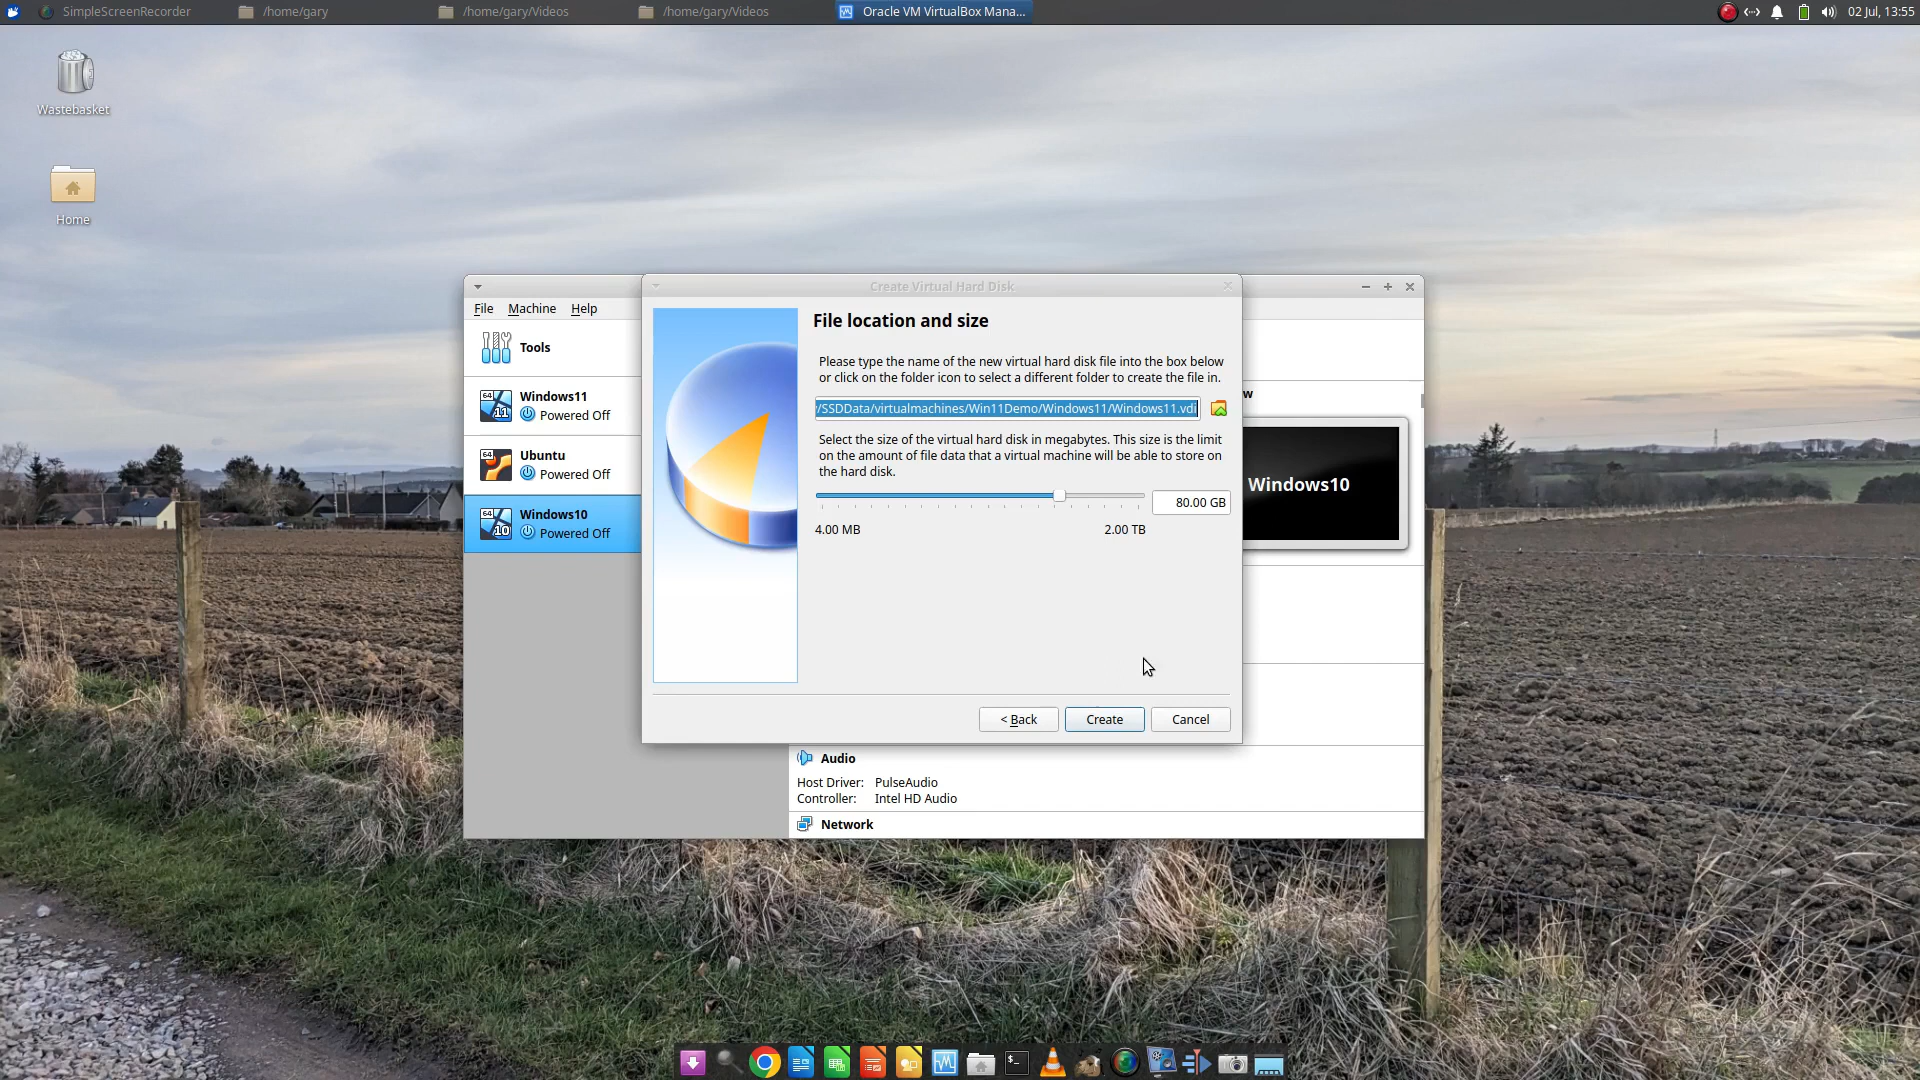 SimpleScreenRecorder
/home/gary
/home/gary/Videos
/home/gary/Videos
Oracle VM VirtualBox Mana...
02 Jul, 13:55
Wastebasket
Home
Create Virtual Hard Disk
File Machine Help
Tools
64 11 Windows11
Powered Off
64 Ubuntu
Powered Off
64 10 Windows10
Powered Off
File location and size
Please type the name of the new virtual hard disk file into the box below
or click on the folder icon to select a different folder to create the file in.
/SSDData/virtualmachines/Win11Demo/Windows11/Windows11.vdi
Select the size of the virtual hard disk in megabytes. This size is the limit
on the amount of file data that a virtual machine will be able to store on
the hard disk.
80.00 GB
4.00 MB 2.00 TB
< Back Create Cancel
w
Windows10
Audio
Host Driver: PulseAudio
Controller: Intel HD Audio
Network